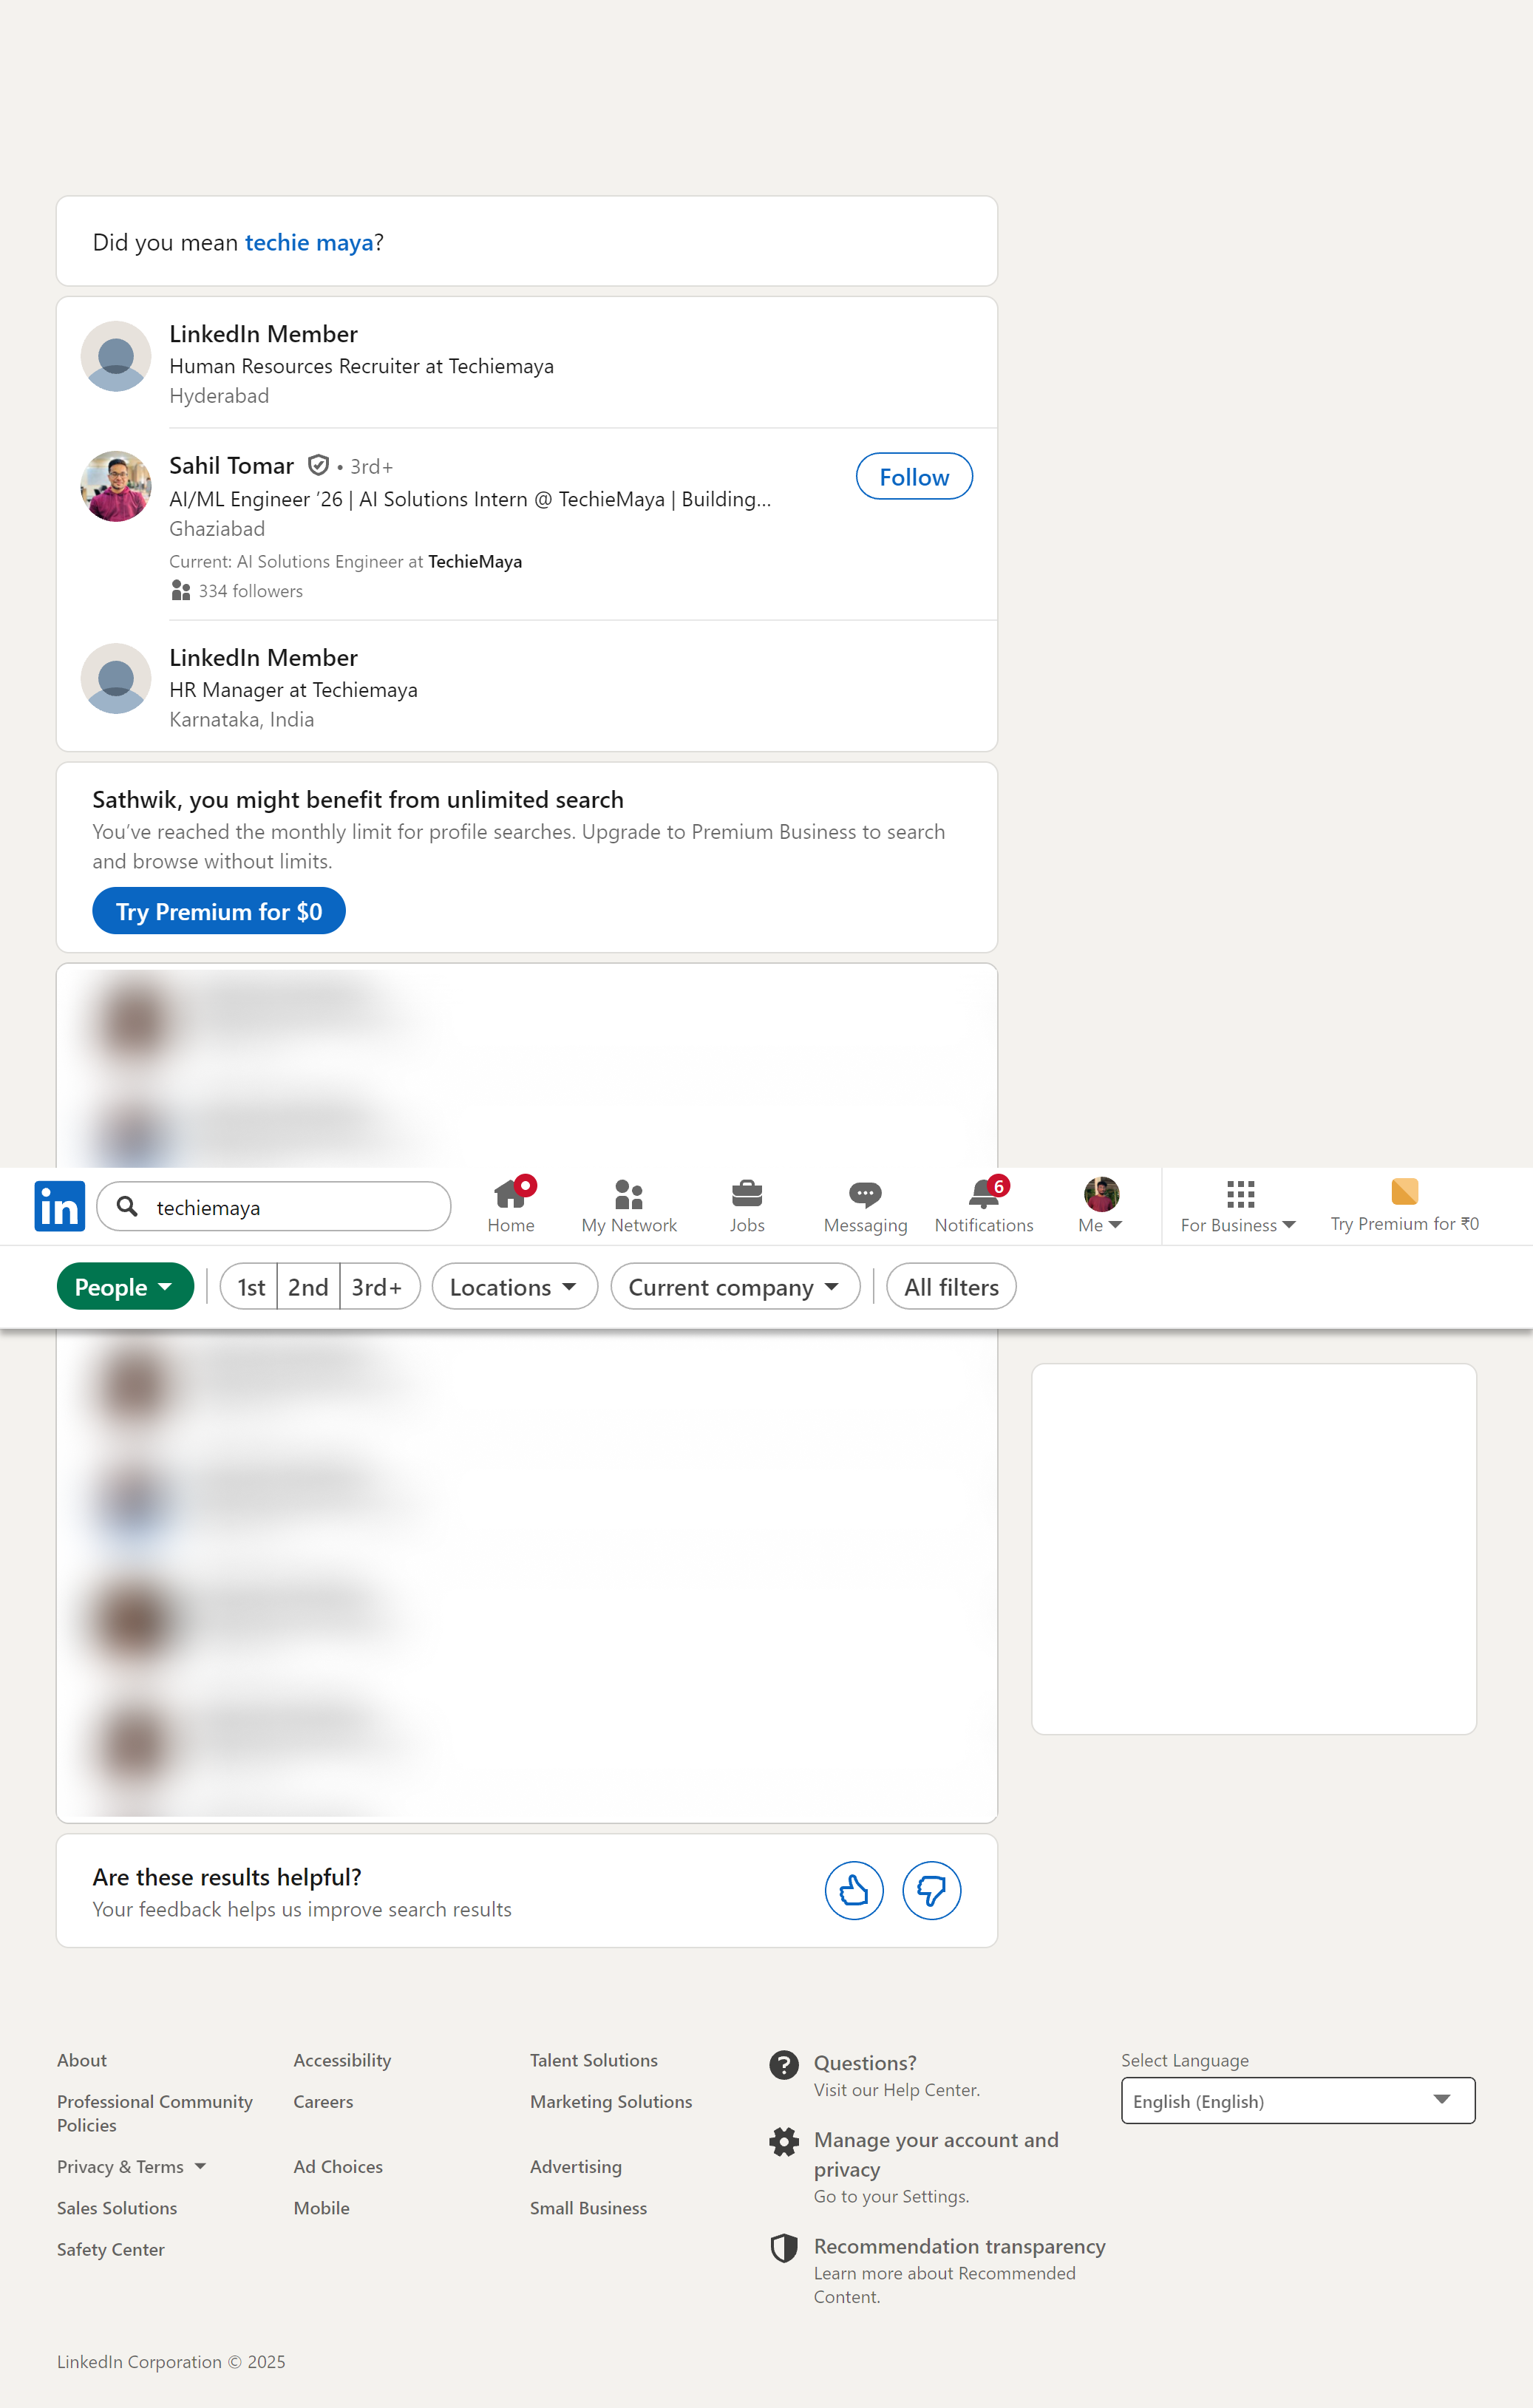 Did you mean techie maya?
LinkedIn Member
Human Resources Recruiter at Techiemaya
Hyderabad
Sahil Tomar • 3rd+
Follow
AI/ML Engineer ’26 | AI Solutions Intern @ TechieMaya | Building...
Ghaziabad
Current: AI Solutions Engineer at TechieMaya
334 followers
LinkedIn Member
HR Manager at Techiemaya
Karnataka, India
Sathwik, you might benefit from unlimited search
You’ve reached the monthly limit for profile searches. Upgrade to Premium Business to search
and browse without limits.
Try Premium for $0
in
techiemaya
Home
My Network
Jobs
Messaging
6
Notifications
Me
For Business
Try Premium for ₹0
People
1st
2nd
3rd+
Locations
Current company
All filters
Are these results helpful?
Your feedback helps us improve search results
About
Accessibility
Talent Solutions
Professional Community
Policies
Careers
Marketing Solutions
Privacy & Terms
Ad Choices
Advertising
Sales Solutions
Mobile
Small Business
Safety Center
Questions?
Visit our Help Center.
Manage your account and
privacy
Go to your Settings.
Recommendation transparency
Learn more about Recommended
Content.
Select Language
English (English)
LinkedIn Corporation © 2025